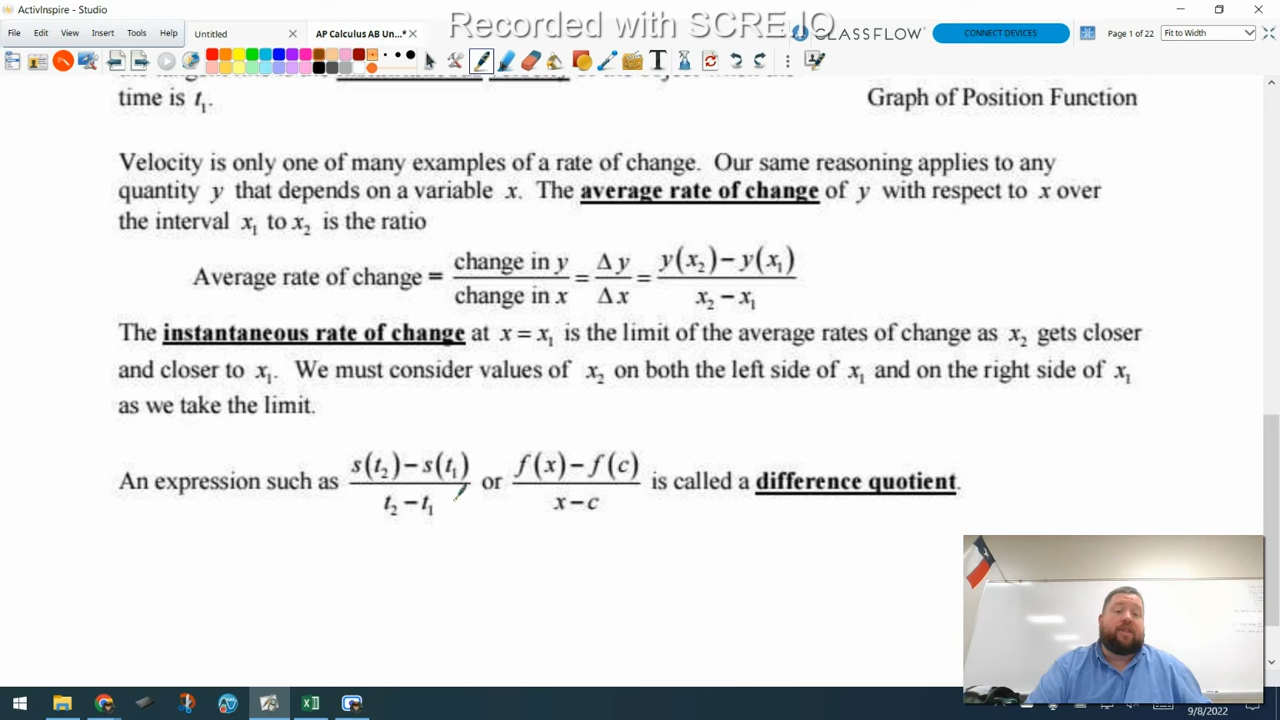 ActivInspire - Studio
Recorded with SCRE.IO
File Edit View Insert Tools Help
Untitled
AP Calculus AB Un...*
CLASSFLOW
CONNECT DEVICES
Page 1 of 22
Fit to Width
time is t₁.
Graph of Position Function
Velocity is only one of many examples of a rate of change. Our same reasoning applies to any
quantity y that depends on a variable x. The average rate of change of y with respect to x over
the interval x₁ to x₂ is the ratio
Average rate of change = change in y / change in x = Δy / Δx = y(x₂) − y(x₁) / x₂ − x₁
The instantaneous rate of change at x = x₁ is the limit of the average rates of change as x₂ gets closer
and closer to x₁. We must consider values of x₂ on both the left side of x₁ and on the right side of x₁
as we take the limit.
An expression such as s(t₂) − s(t₁) / t₂ − t₁ or f(x) − f(c) / x − c is called a difference quotient.
9/8/2022